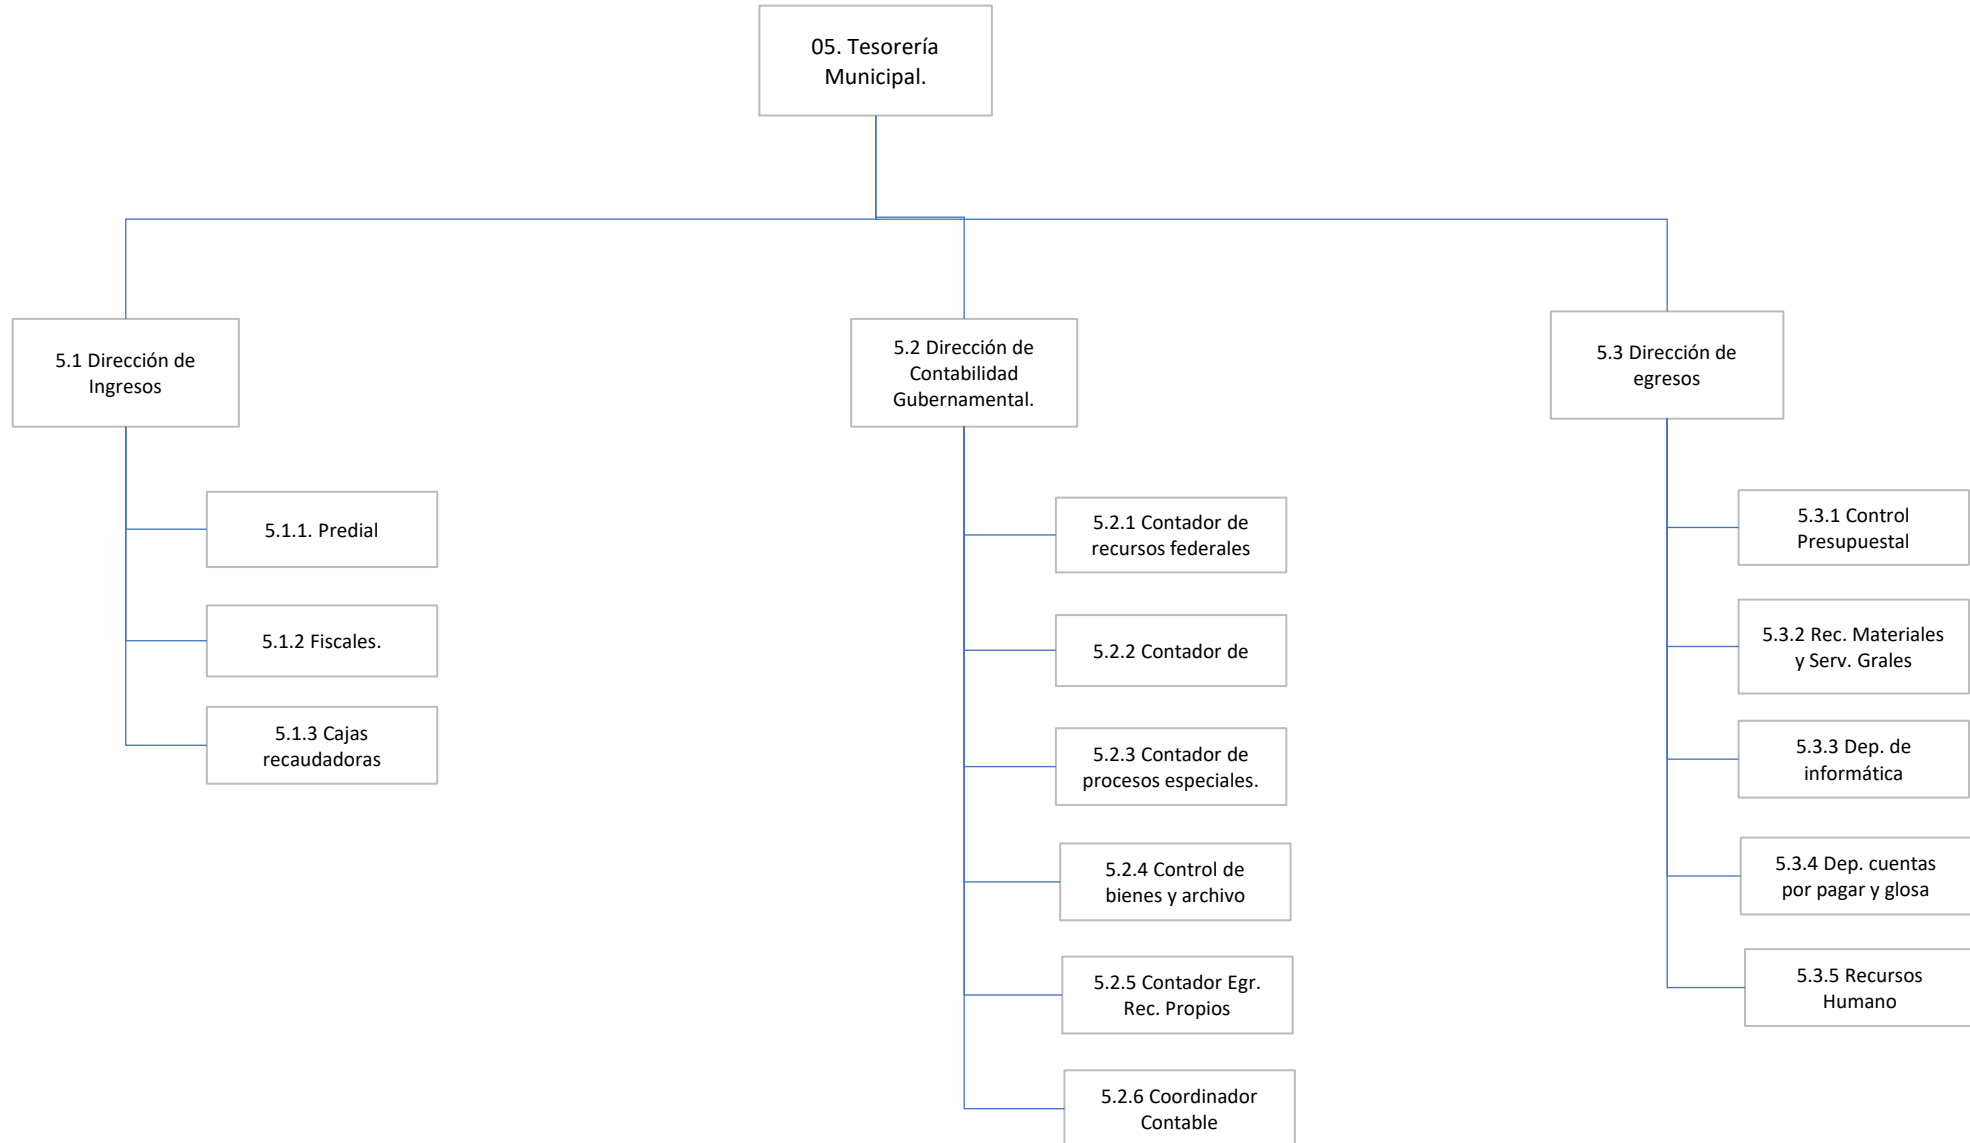 05. Tesorería
Municipal.
5.1 Dirección de
Ingresos
5.1.1. Predial
5.1.2 Fiscales.
5.1.3 Cajas
recaudadoras
5.2 Dirección de
Contabilidad
Gubernamental.
5.2.1 Contador de
recursos federales
5.2.2 Contador de
5.2.3 Contador de
procesos especiales.
5.2.4 Control de
bienes y archivo
5.2.5 Contador Egr.
Rec. Propios
5.2.6 Coordinador
Contable
5.3 Dirección de
egresos
5.3.1 Control
Presupuestal
5.3.2 Rec. Materiales
y Serv. Grales
5.3.3 Dep. de
informática
5.3.4 Dep. cuentas
por pagar y glosa
5.3.5 Recursos
Humano